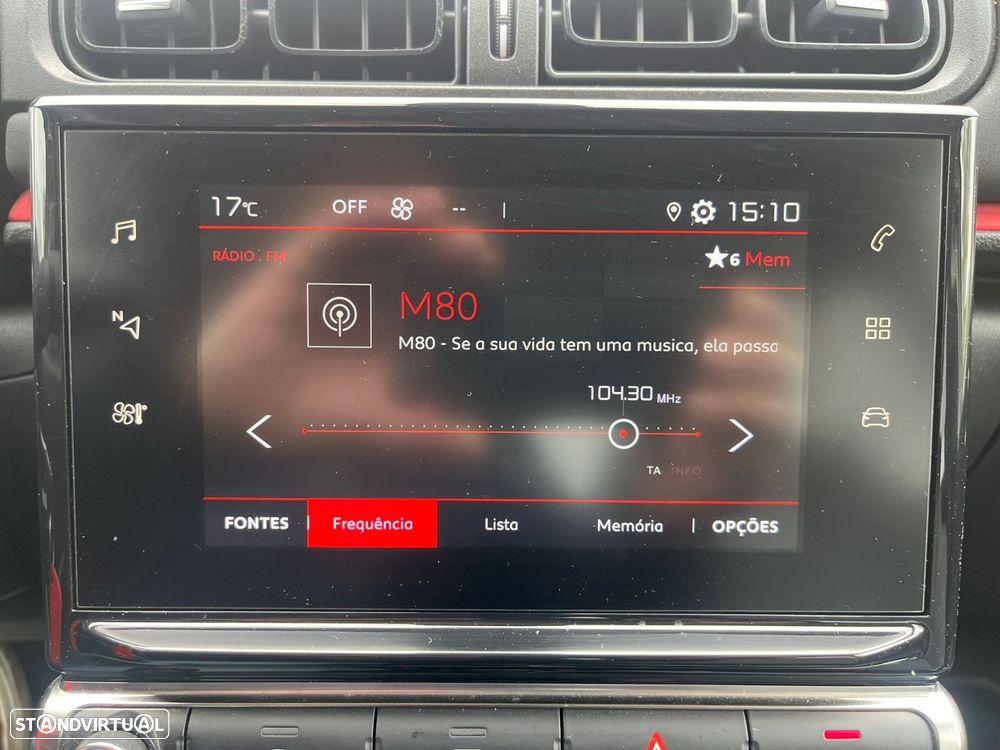 17°C OFF -- | 15:10
RÁDIO . FM
6 Mem
M80
M80 - Se a sua vida tem uma musica, ela passa
104.30 MHz
N
TA INFO
FONTES | Frequência Lista Memória | OPÇÕES
STANDVIRTUAL